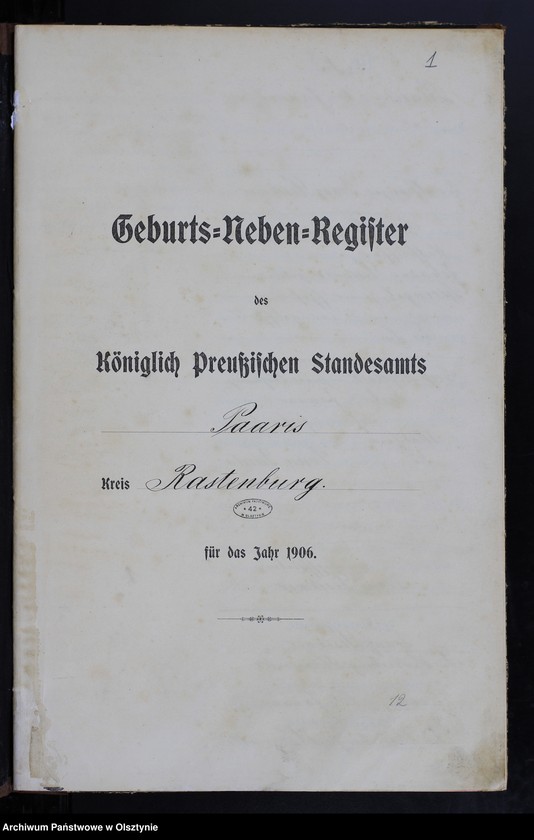 1
Geburts=Neben=Regiſter
des
Königlich Preußiſchen Standesamts
Paaris
Kreis Rastenburg.
42
für das Jahr 1906.
12
Archiwum Państwowe w Olsztynie